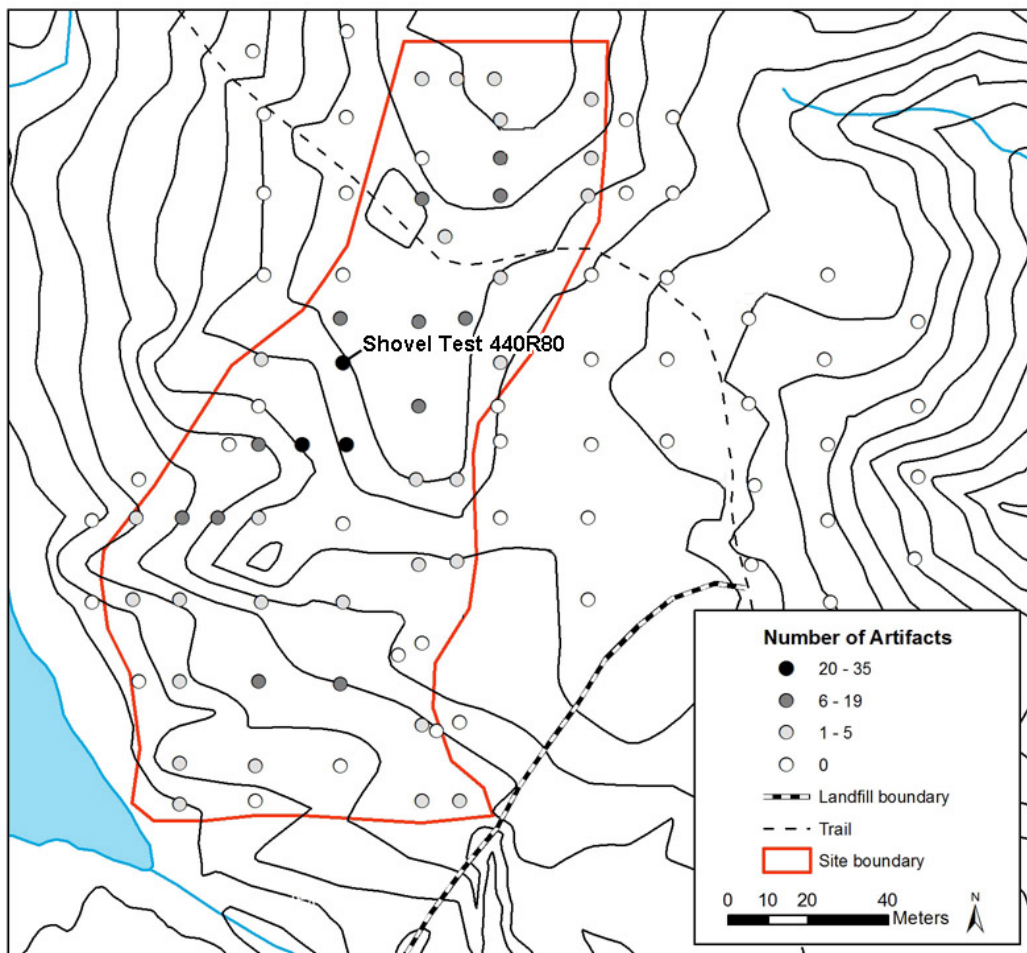 Shovel Test 440R80
Number of Artifacts
20 - 35
6 - 19
1 - 5
0
Landfill boundary
Trail
Site boundary
N
0 10 20 40 Meters